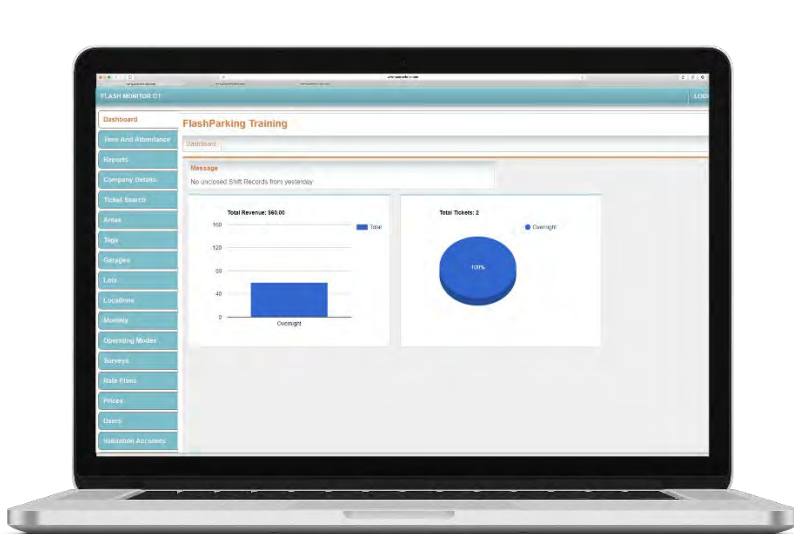 FLASH MONITOR C1
Dashboard
Time And Attendance
Reports
Company Details
Ticket Search
Areas
Tags
Garages
Lots
Locations
Monthly
Operating Modes
Surveys
Rate Plans
Prices
Users
Validation Accounts
FlashParking Training
Dashboard
Message
No unclosed Shift Records from yesterday
Total Revenue: $60.00
160
120
80
40
0
Total
Overnight
Total Tickets: 2
Overnight
100%